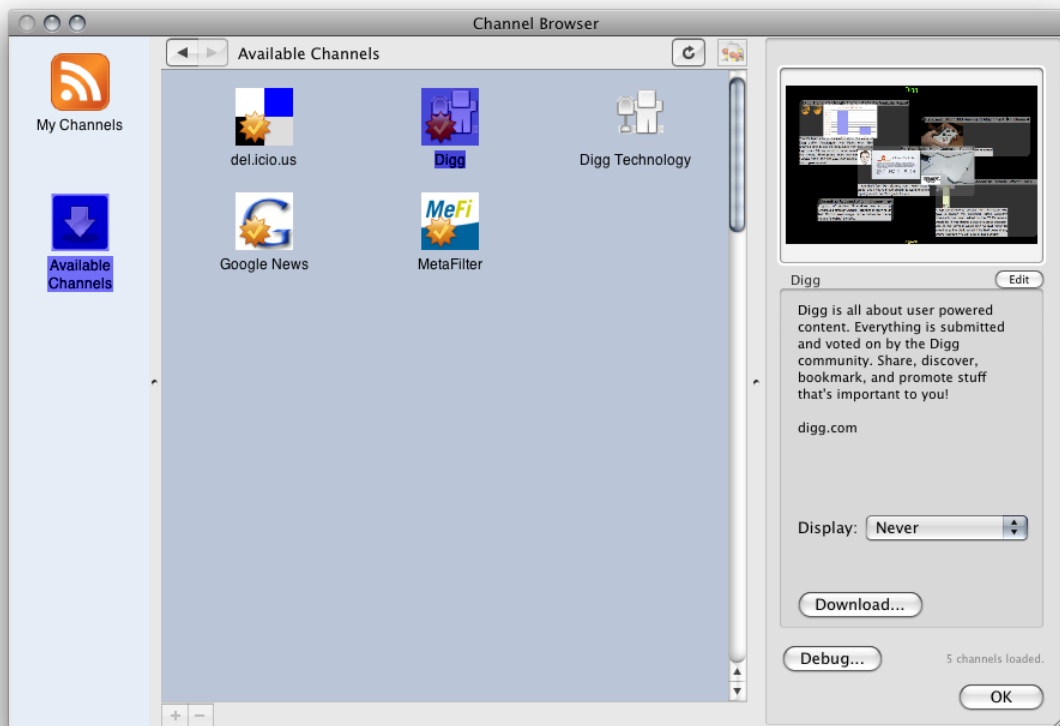 Channel Browser
My Channels
Available
Channels
Available Channels
del.icio.us
Digg
Digg Technology
Google News
MeFi
MetaFilter
Digg
Digg
Edit
Digg is all about user powered
content. Everything is submitted
and voted on by the Digg
community. Share, discover,
bookmark, and promote stuff
that's important to you!
digg.com
Display:
Never
Download...
Debug...
5 channels loaded.
OK